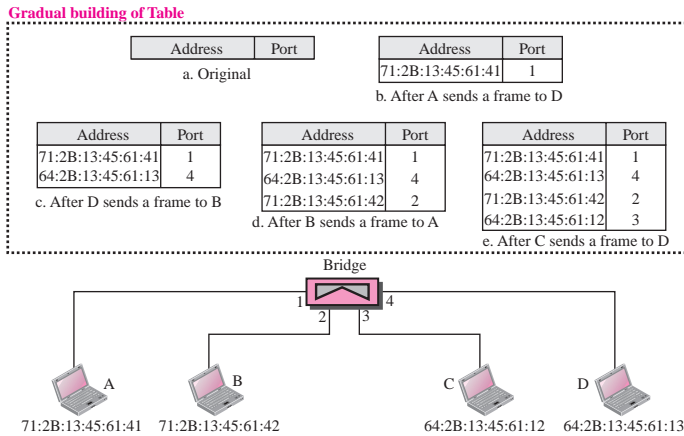 Gradual building of Table
Address Port
a. Original
Address Port
71:2B:13:45:61:41 1
b. After A sends a frame to D
Address Port
71:2B:13:45:61:41 1
64:2B:13:45:61:13 4
c. After D sends a frame to B
Address Port
71:2B:13:45:61:41 1
64:2B:13:45:61:13 4
71:2B:13:45:61:42 2
d. After B sends a frame to A
Address Port
71:2B:13:45:61:41 1
64:2B:13:45:61:13 4
71:2B:13:45:61:42 2
64:2B:13:45:61:12 3
e. After C sends a frame to D
Bridge
1 4
2 3
A B C D
71:2B:13:45:61:41 71:2B:13:45:61:42 64:2B:13:45:61:12 64:2B:13:45:61:13